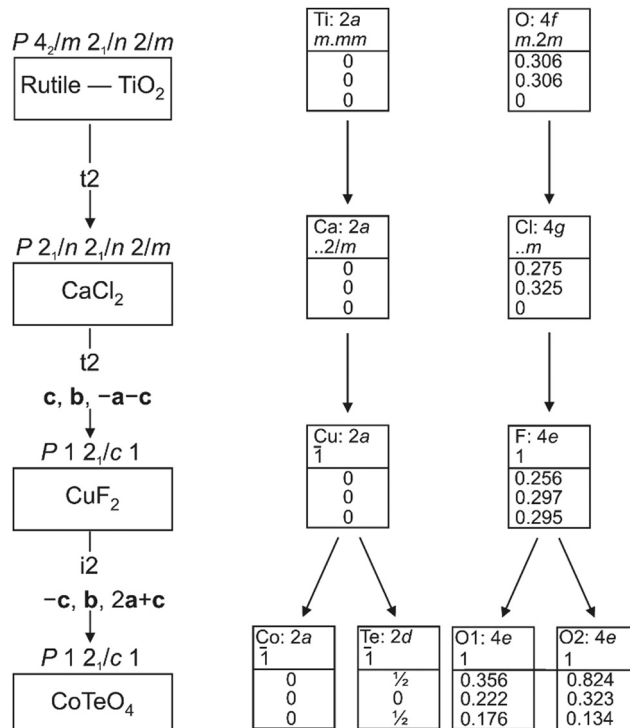 P 4₂/m 2₁/n 2/m
Rutile — TiO₂
Ti: 2a
m.mm
0
0
0
O: 4f
m.2m
0.306
0.306
0
t2
P 2₁/n 2₁/n 2/m
CaCl₂
Ca: 2a
..2/m
0
0
0
Cl: 4g
..m
0.275
0.325
0
t2
c, b, −a−c
P 1 2₁/c 1
CuF₂
Cu: 2a
1̄
0
0
0
F: 4e
1
0.256
0.297
0.295
i2
−c, b, 2a+c
P 1 2₁/c 1
CoTeO₄
Co: 2a
1̄
0
0
0
Te: 2d
1̄
½
0
½
O1: 4e
1
0.356
0.222
0.176
O2: 4e
1
0.824
0.323
0.134